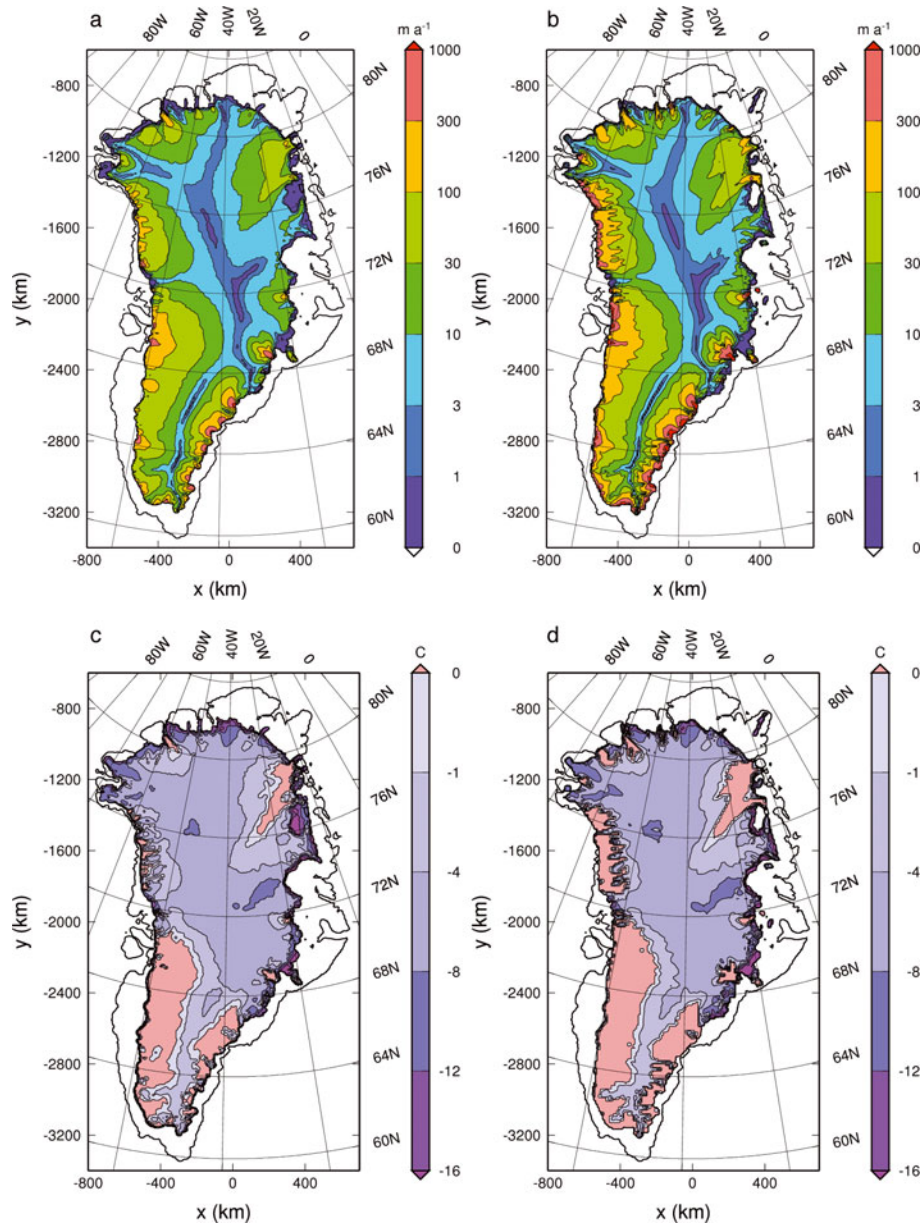 a
80W
60W
40W
20W
0
80N
76N
72N
68N
64N
60N
-800
-1200
-1600
-2000
-2400
-2800
-3200
y (km)
-800
-400
0
400
x (km)
m a-1
1000
300
100
30
10
3
1
0
b
80W
60W
40W
20W
0
80N
76N
72N
68N
64N
60N
-800
-1200
-1600
-2000
-2400
-2800
-3200
y (km)
-800
-400
0
400
x (km)
m a-1
1000
300
100
30
10
3
1
0
c
80W
60W
40W
20W
0
80N
76N
72N
68N
64N
60N
-800
-1200
-1600
-2000
-2400
-2800
-3200
y (km)
-800
-400
0
400
x (km)
C
0
-1
-4
-8
-12
-16
d
80W
60W
40W
20W
0
80N
76N
72N
68N
64N
60N
-800
-1200
-1600
-2000
-2400
-2800
-3200
y (km)
-800
-400
0
400
x (km)
C
0
-1
-4
-8
-12
-16